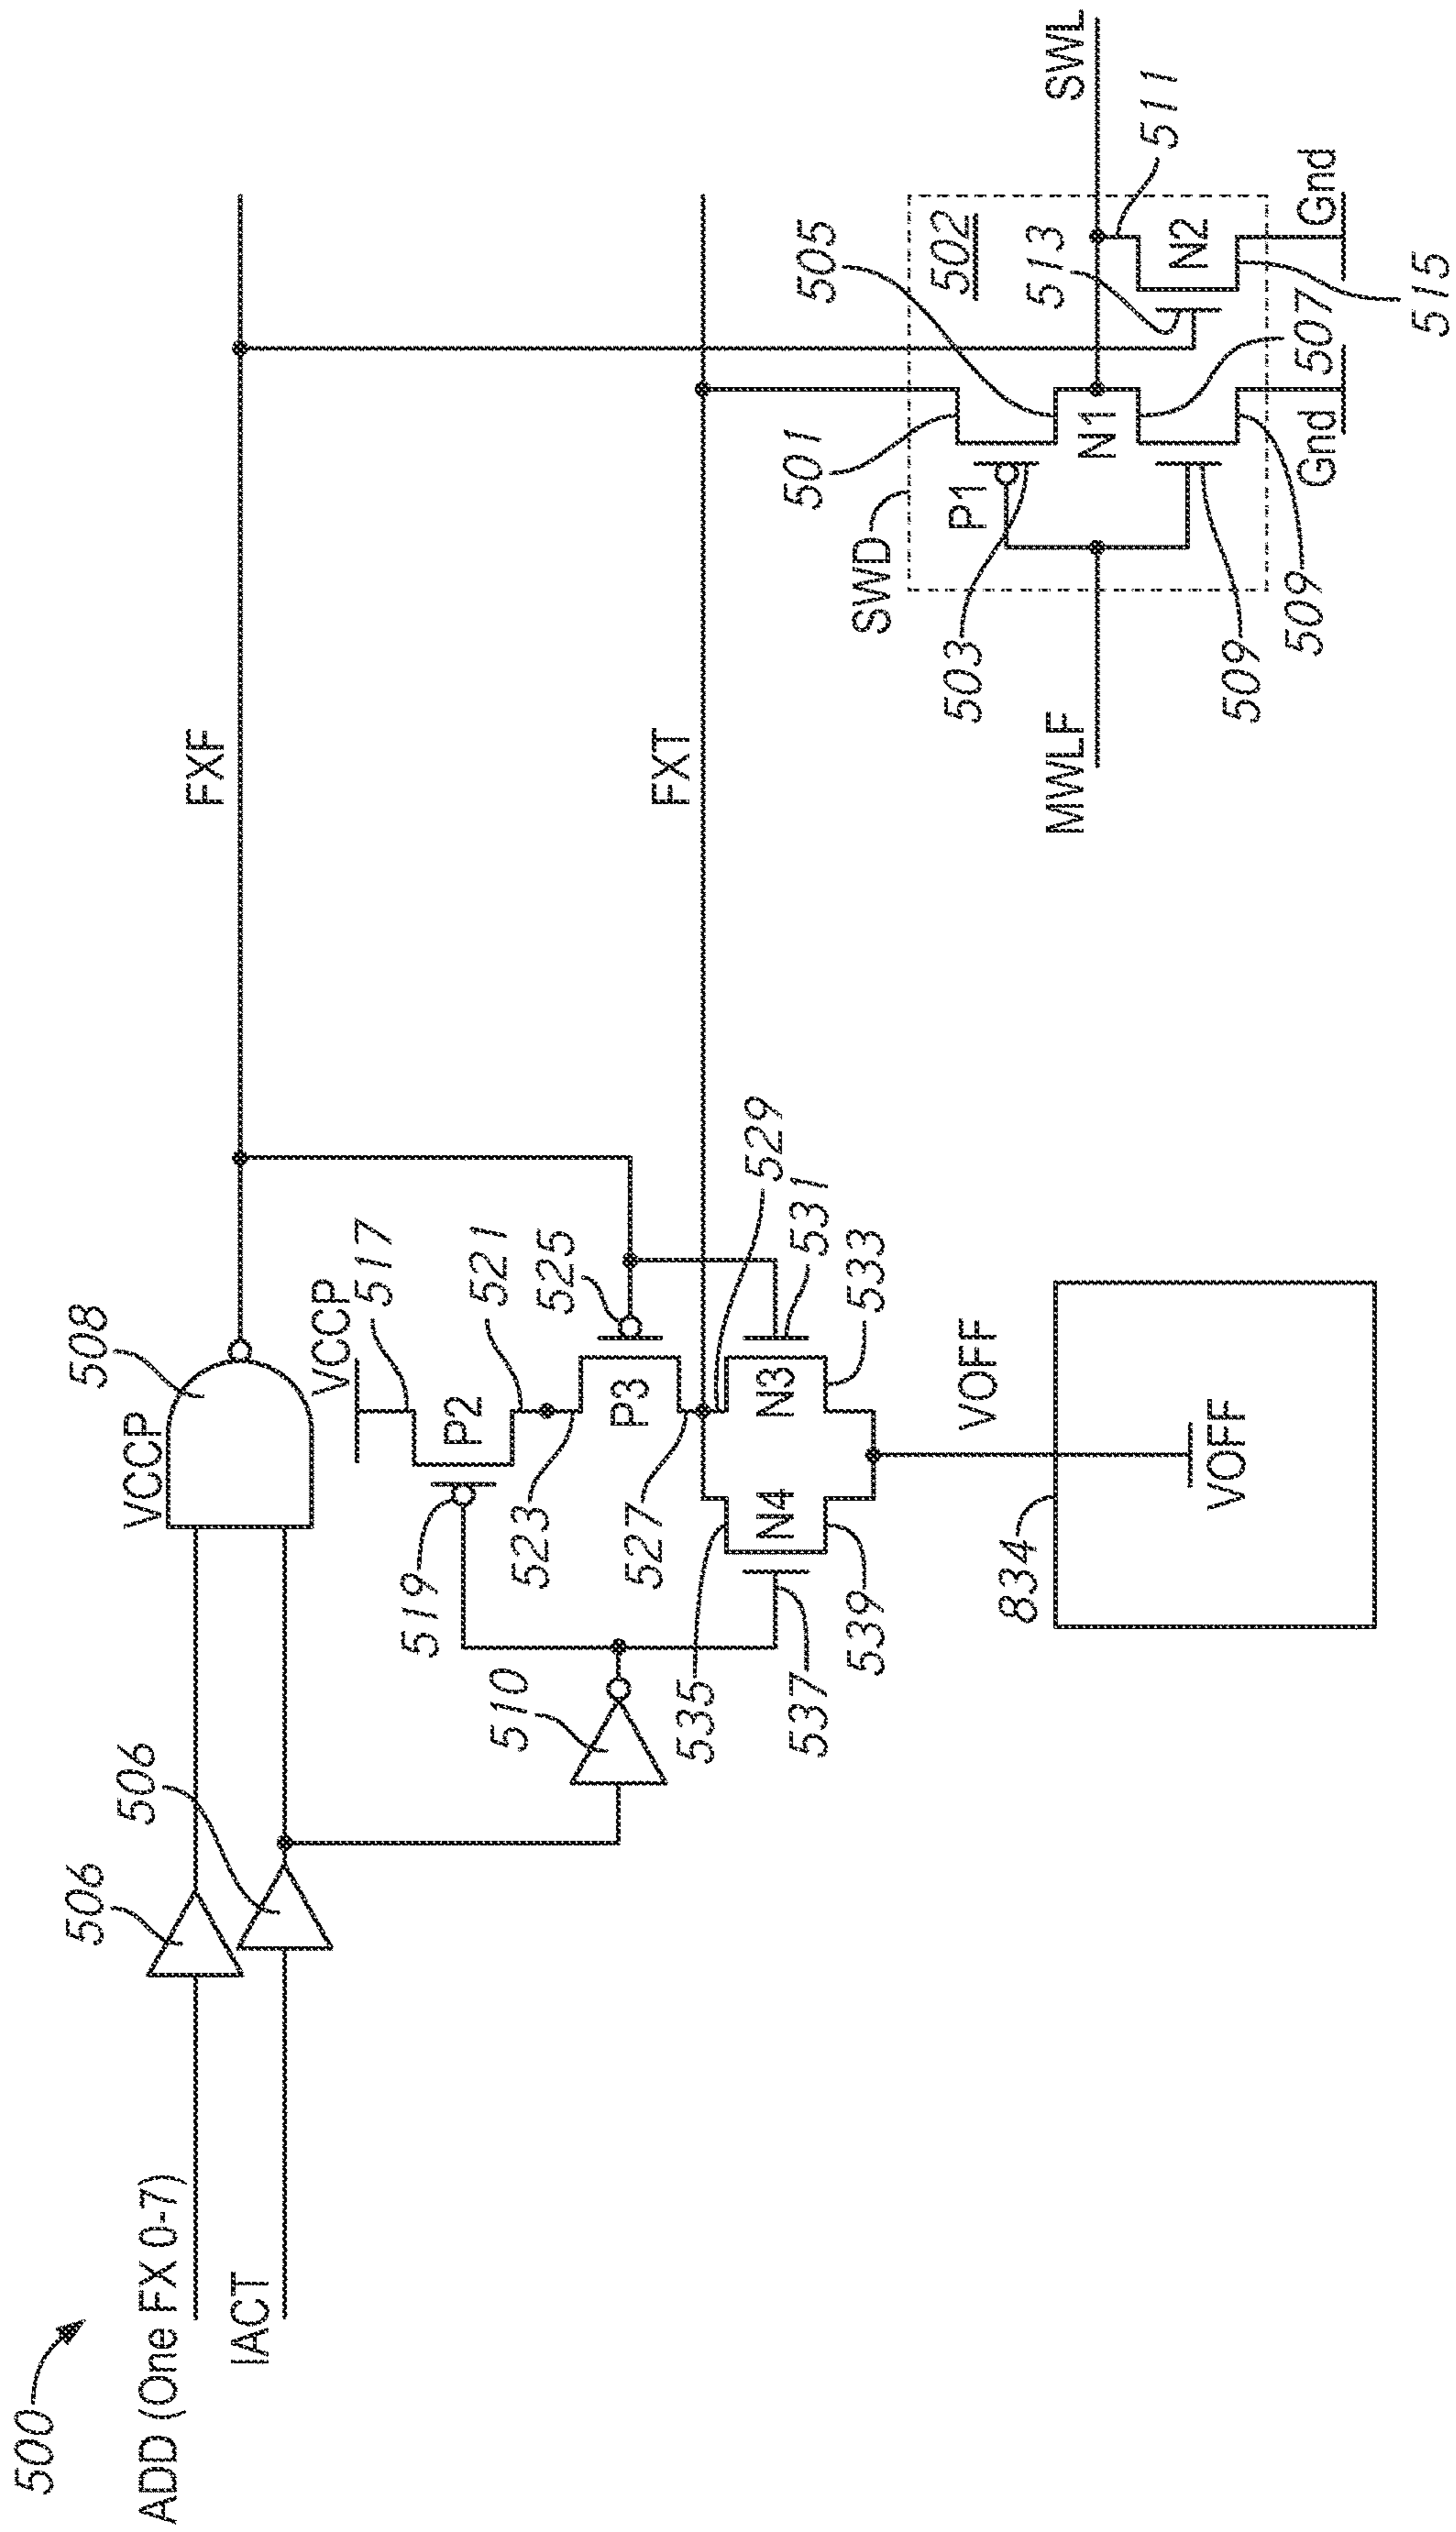 500
ADD (One FX 0-7)
IACT
506
506
508
VCCP
FXF
VCCP
517
P2
519
521
510
523
525
P3
527
FXT
529
535
N4
N3
531
537
539
533
VOFF
834
VOFF
SWD
502
501
505
P1
503
N1
513
SWL
511
N2
MWLF
507
509
509
Gnd
Gnd
515